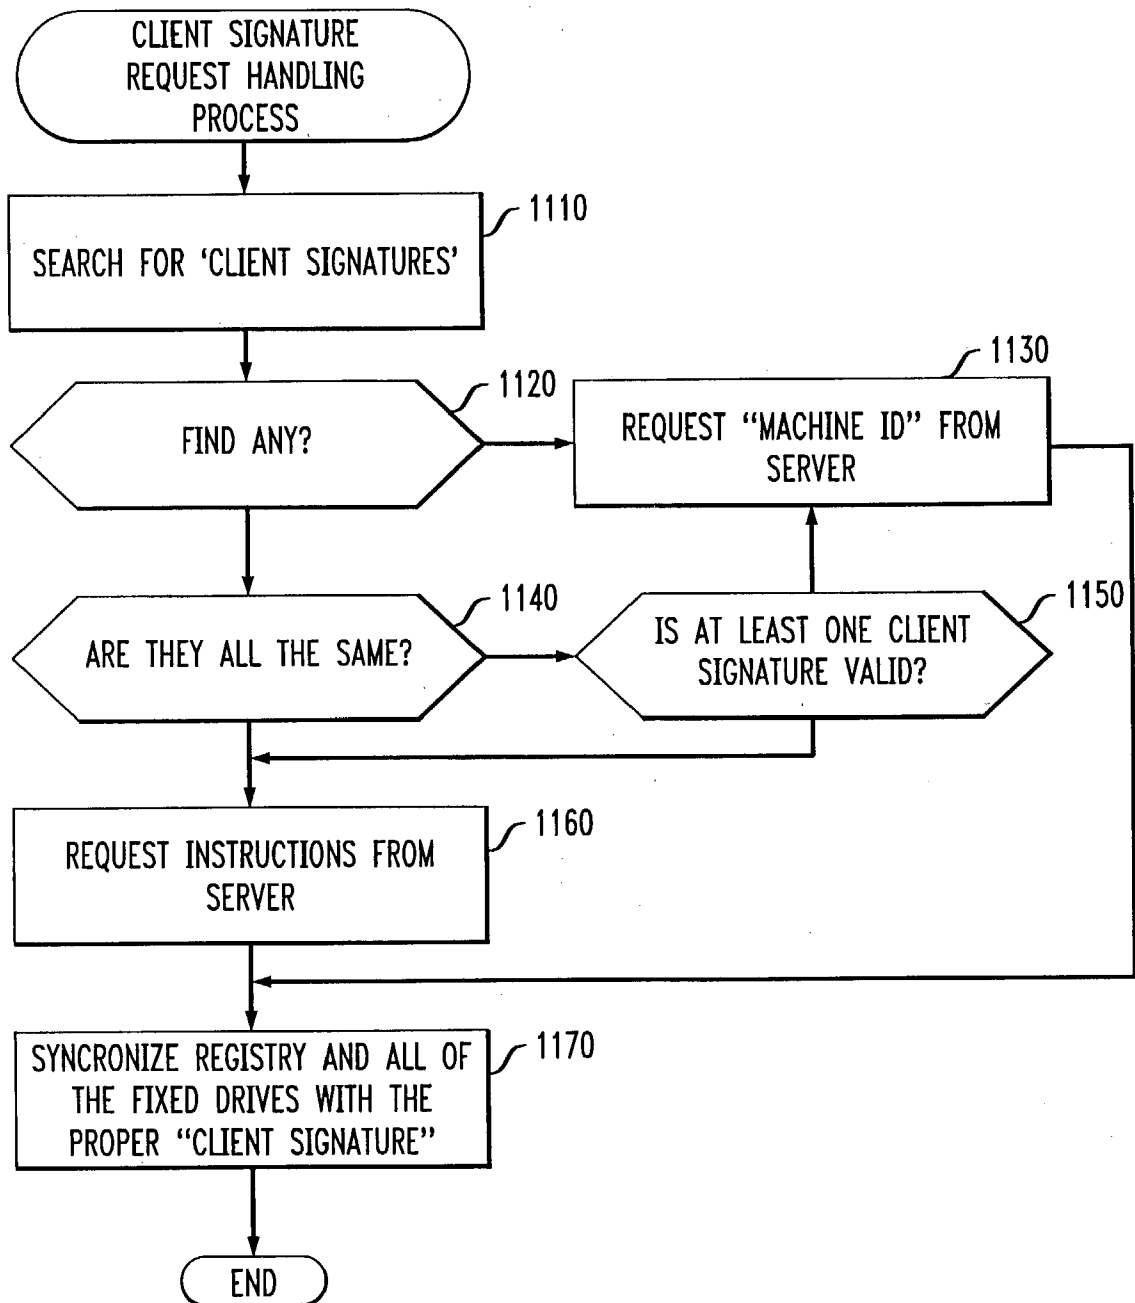 CLIENT SIGNATURE
REQUEST HANDLING
PROCESS
1110
SEARCH FOR ‘CLIENT SIGNATURES’
1120
FIND ANY?
1130
REQUEST “MACHINE ID” FROM
SERVER
1140
ARE THEY ALL THE SAME?
1150
IS AT LEAST ONE CLIENT
SIGNATURE VALID?
1160
REQUEST INSTRUCTIONS FROM
SERVER
1170
SYNCRONIZE REGISTRY AND ALL OF
THE FIXED DRIVES WITH THE
PROPER “CLIENT SIGNATURE”
END